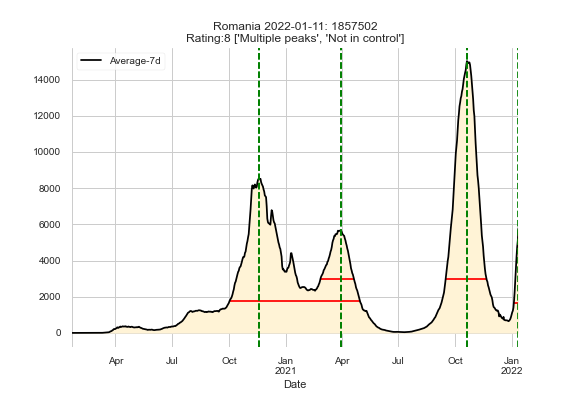 Romania 2022-01-11: 1857502
Rating:8 ['Multiple peaks', 'Not in control']
Average-7d
14000
12000
10000
8000
6000
4000
2000
0
Apr Jul Oct Jan Apr Jul Oct Jan
2021 2022
Date